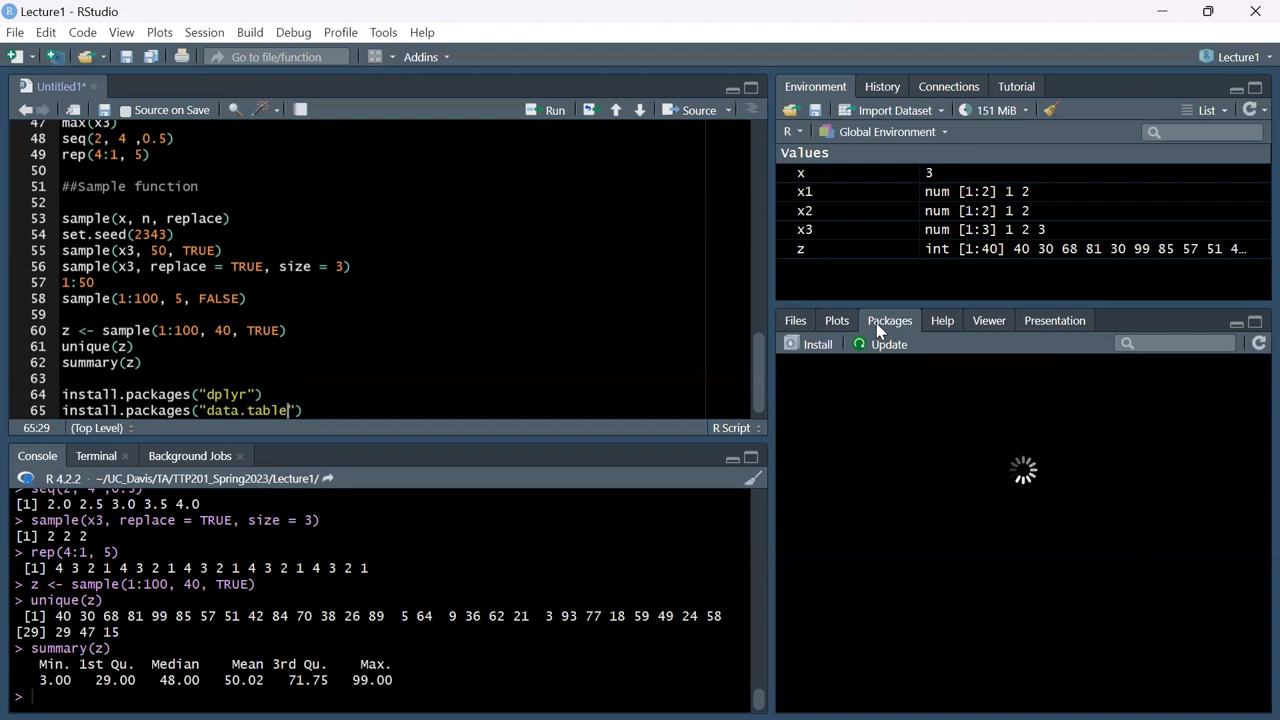 Lecture1 - RStudio
File Edit Code View Plots Session Build Debug Profile Tools Help
Go to file/function Addins Lecture1
Untitled1*
Source on Save Run Source
47 max(x3)
48 seq(2, 4 ,0.5)
49 rep(4:1, 5)
50
51 ##Sample function
52
53 sample(x, n, replace)
54 set.seed(2343)
55 sample(x3, 50, TRUE)
56 sample(x3, replace = TRUE, size = 3)
57 1:50
58 sample(1:100, 5, FALSE)
59
60 z <- sample(1:100, 40, TRUE)
61 unique(z)
62 summary(z)
63
64 install.packages("dplyr")
65 install.packages("data.table")
65:29 (Top Level) R Script
Console Terminal Background Jobs
R 4.2.2 · ~/UC_Davis/TA/TTP201_Spring2023/Lecture1/
> seq(2, 4 ,0.5)
[1] 2.0 2.5 3.0 3.5 4.0
> sample(x3, replace = TRUE, size = 3)
[1] 2 2 2
> rep(4:1, 5)
[1] 4 3 2 1 4 3 2 1 4 3 2 1 4 3 2 1 4 3 2 1
> z <- sample(1:100, 40, TRUE)
> unique(z)
[1] 40 30 68 81 99 85 57 51 42 84 70 38 26 89 5 64 9 36 62 21 3 93 77 18 59 49 24 58
[29] 29 47 15
> summary(z)
Min. 1st Qu. Median Mean 3rd Qu. Max.
3.00 29.00 48.00 50.02 71.75 99.00
>
Environment History Connections Tutorial
Import Dataset 151 MiB List
R Global Environment
Values
x 3
x1 num [1:2] 1 2
x2 num [1:2] 1 2
x3 num [1:3] 1 2 3
z int [1:40] 40 30 68 81 30 99 85 57 51 4…
Files Plots Packages Help Viewer Presentation
Install Update